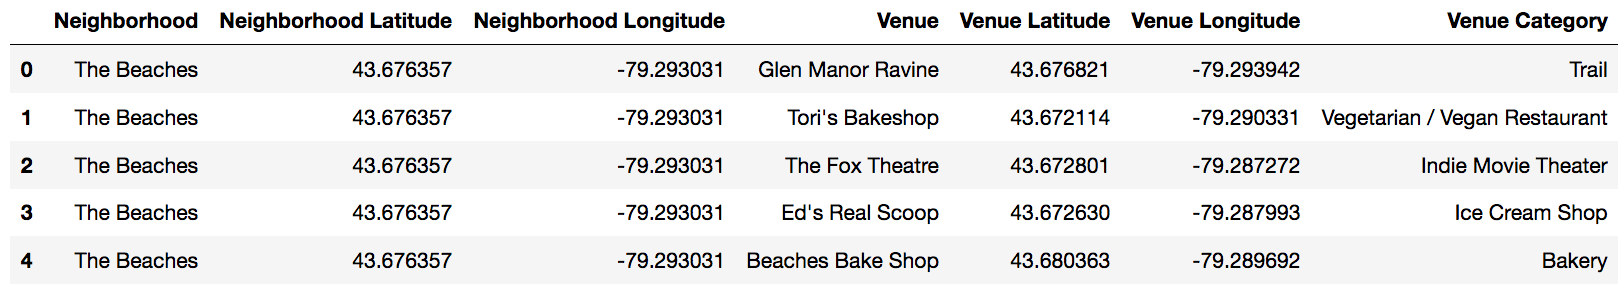 Neighborhood Neighborhood Latitude Neighborhood Longitude Venue Venue Latitude Venue Longitude Venue Category
0 The Beaches 43.676357 -79.293031 Glen Manor Ravine 43.676821 -79.293942 Trail
1 The Beaches 43.676357 -79.293031 Tori's Bakeshop 43.672114 -79.290331 Vegetarian / Vegan Restaurant
2 The Beaches 43.676357 -79.293031 The Fox Theatre 43.672801 -79.287272 Indie Movie Theater
3 The Beaches 43.676357 -79.293031 Ed's Real Scoop 43.672630 -79.287993 Ice Cream Shop
4 The Beaches 43.676357 -79.293031 Beaches Bake Shop 43.680363 -79.289692 Bakery